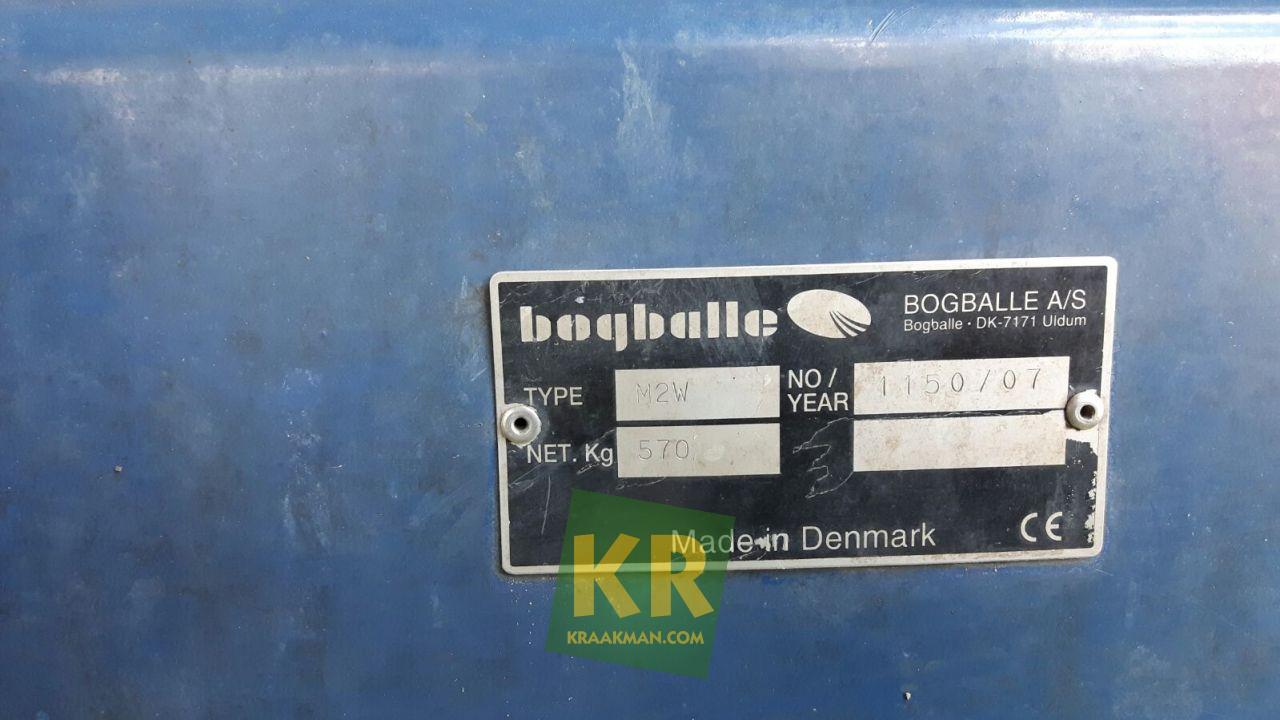 bogballe
BOGBALLE A/S
Bogballe · DK-7171 Uldum
TYPE M2W NO / YEAR 1150/07
NET. Kg 570
Made in Denmark CE
KR
KRAAKMAN.COM